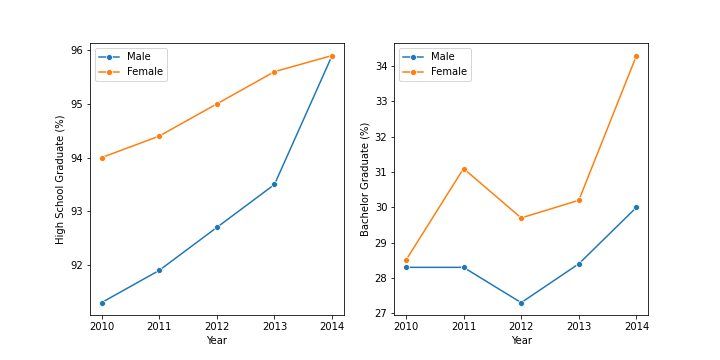 Male
Female
96
95
94
93
92
High School Graduate (%)
2010 2011 2012 2013 2014
Year
Male
Female
34
33
32
31
30
29
28
27
Bachelor Graduate (%)
2010 2011 2012 2013 2014
Year